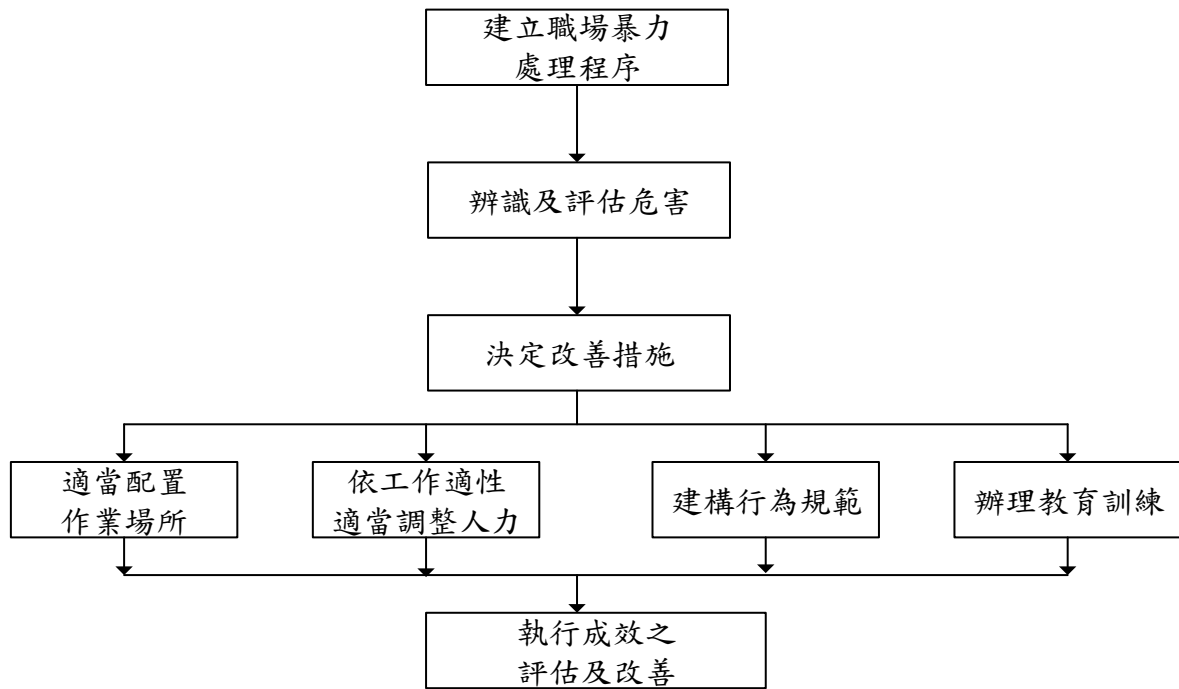 建立職場暴力
處理程序
辨識及評估危害
決定改善措施
適當配置
作業場所
依工作適性
適當調整人力
建構行為規範
辦理教育訓練
執行成效之
評估及改善